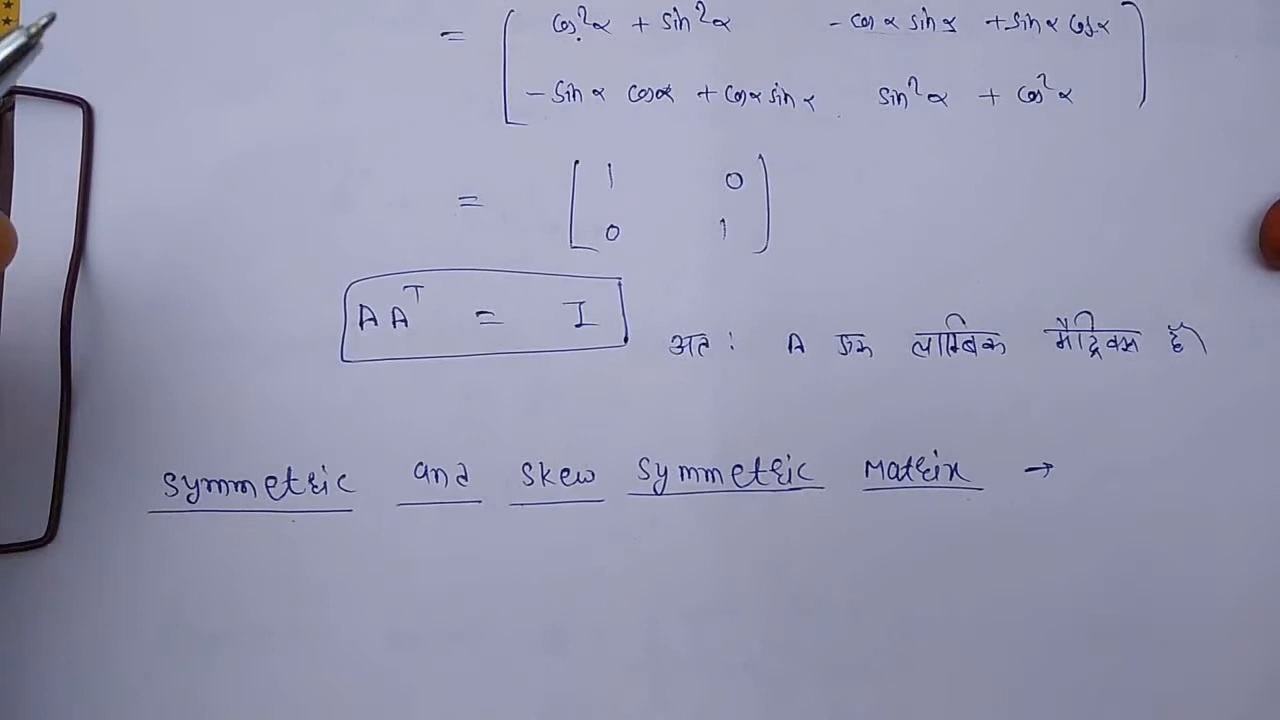 = [ cos²α + sin²α - cosα sinα + sinα cosα
- sinα cosα + cosα sinα sin²α + cos²α ]
= [ 1 0
0 1 ]
AAᵀ = I अतः A एक लाम्बिक मैट्रिक्स है।
Symmetric and Skew Symmetric Matrix →